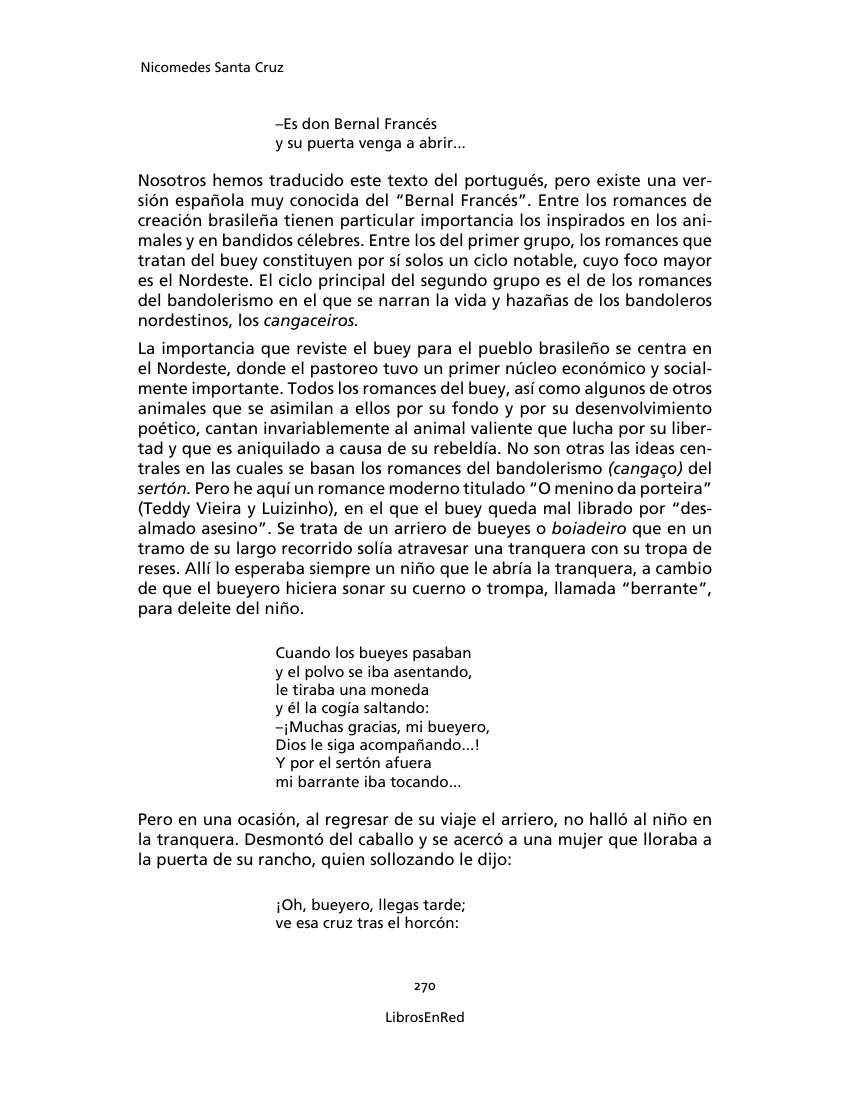 Nicomedes Santa Cruz
–Es don Bernal Francés
y su puerta venga a abrir...
Nosotros hemos traducido este texto del portugués, pero existe una ver-
sión española muy conocida del “Bernal Francés”. Entre los romances de
creación brasileña tienen particular importancia los inspirados en los ani-
males y en bandidos célebres. Entre los del primer grupo, los romances que
tratan del buey constituyen por sí solos un ciclo notable, cuyo foco mayor
es el Nordeste. El ciclo principal del segundo grupo es el de los romances
del bandolerismo en el que se narran la vida y hazañas de los bandoleros
nordestinos, los cangaceiros.
La importancia que reviste el buey para el pueblo brasileño se centra en
el Nordeste, donde el pastoreo tuvo un primer núcleo económico y social-
mente importante. Todos los romances del buey, así como algunos de otros
animales que se asimilan a ellos por su fondo y por su desenvolvimiento
poético, cantan invariablemente al animal valiente que lucha por su liber-
tad y que es aniquilado a causa de su rebeldía. No son otras las ideas cen-
trales en las cuales se basan los romances del bandolerismo (cangaço) del
sertón. Pero he aquí un romance moderno titulado “O menino da porteira”
(Teddy Vieira y Luizinho), en el que el buey queda mal librado por “des-
almado asesino”. Se trata de un arriero de bueyes o boiadeiro que en un
tramo de su largo recorrido solía atravesar una tranquera con su tropa de
reses. Allí lo esperaba siempre un niño que le abría la tranquera, a cambio
de que el bueyero hiciera sonar su cuerno o trompa, llamada “berrante”,
para deleite del niño.
Cuando los bueyes pasaban
y el polvo se iba asentando,
le tiraba una moneda
y él la cogía saltando:
–¡Muchas gracias, mi bueyero,
Dios le siga acompañando...!
Y por el sertón afuera
mi barrante iba tocando...
Pero en una ocasión, al regresar de su viaje el arriero, no halló al niño en
la tranquera. Desmontó del caballo y se acercó a una mujer que lloraba a
la puerta de su rancho, quien sollozando le dijo:
¡Oh, bueyero, llegas tarde;
ve esa cruz tras el horcón:
270
LibrosEnRed